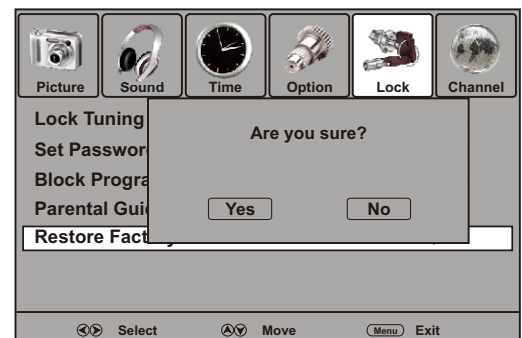 Picture Sound Time Option Lock Channel
Lock Tuning
Are you sure?
Set Passwor
Block Progra
Parental Gui
Yes No
Restore Fact
Select Move Menu Exit